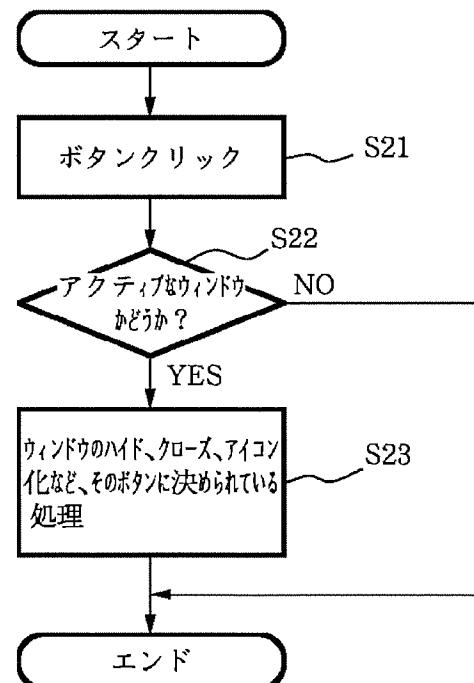 スタート
ボタンクリック
S21
S22
アクティブなウィンドウ
かどうか？
NO
YES
ウィンドウのハイド、クローズ、アイコン
化など、そのボタンに決められている
処理
S23
エンド